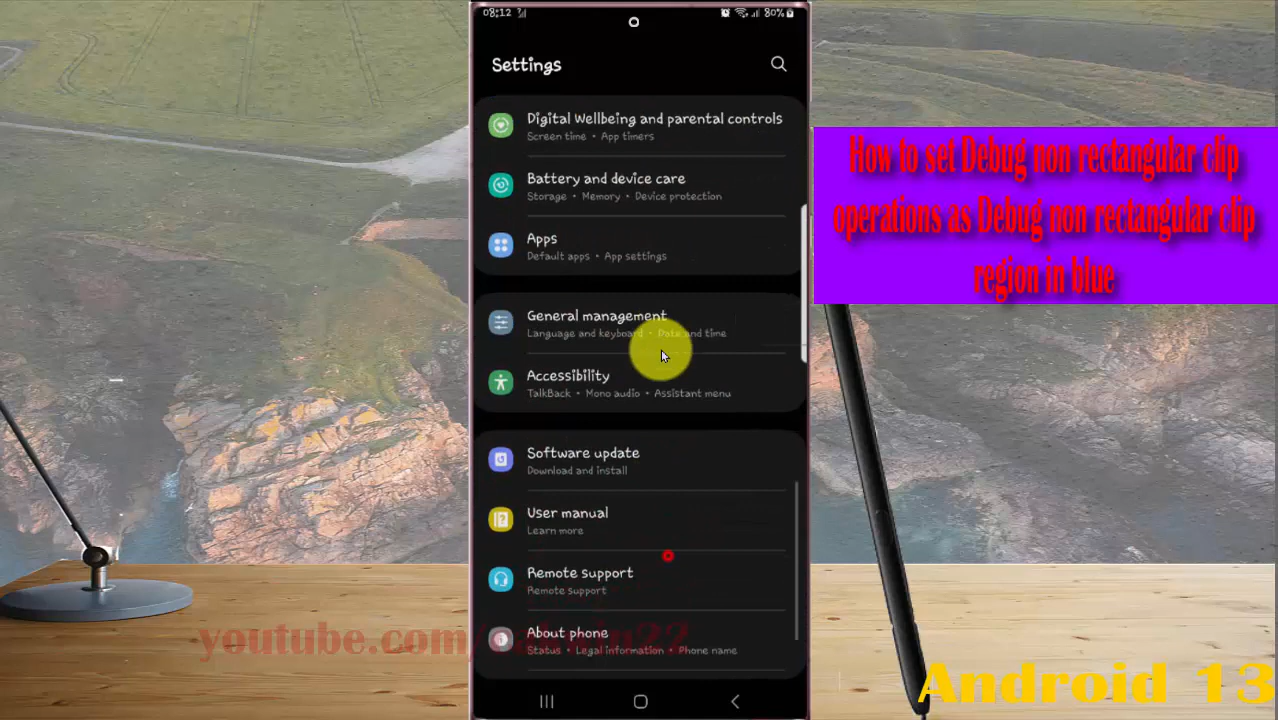 08:12
80%
Settings
Digital Wellbeing and parental controls
Screen time • App timers
Battery and device care
Storage • Memory • Device protection
Apps
Default apps • App settings
General management
Language and keyboard • Date and time
Accessibility
TalkBack • Mono audio • Assistant menu
Software update
Download and install
User manual
Learn more
Remote support
Remote support
About phone
Status • Legal information • Phone name
How to set Debug non rectangular clip
operations as Debug non rectangular clip
region in blue
youtube.com/
Android 13